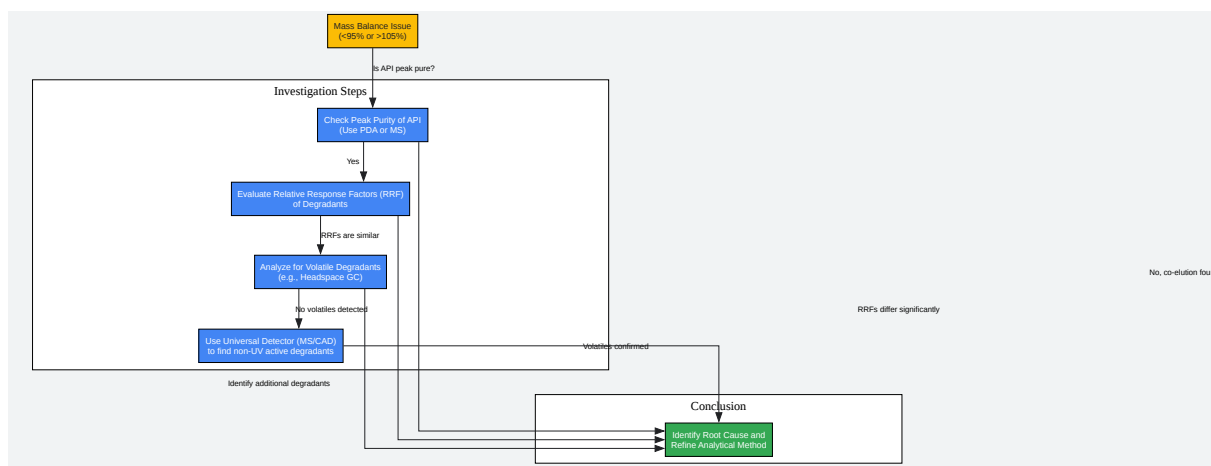 Mass Balance Issue
(<95% or >105%)
Is API peak pure?
Investigation Steps
Check Peak Purity of API
(Use PDA or MS)
Yes
Evaluate Relative Response Factors (RRF)
of Degradants
RRFs are similar
Analyze for Volatile Degradants
(e.g., Headspace GC)
No, co-elution fou
No volatiles detected
RRFs differ significantly
Use Universal Detector (MS/CAD)
to find non-UV active degradants
Volatiles confirmed
Identify additional degradants
Conclusion
Identify Root Cause and
Refine Analytical Method